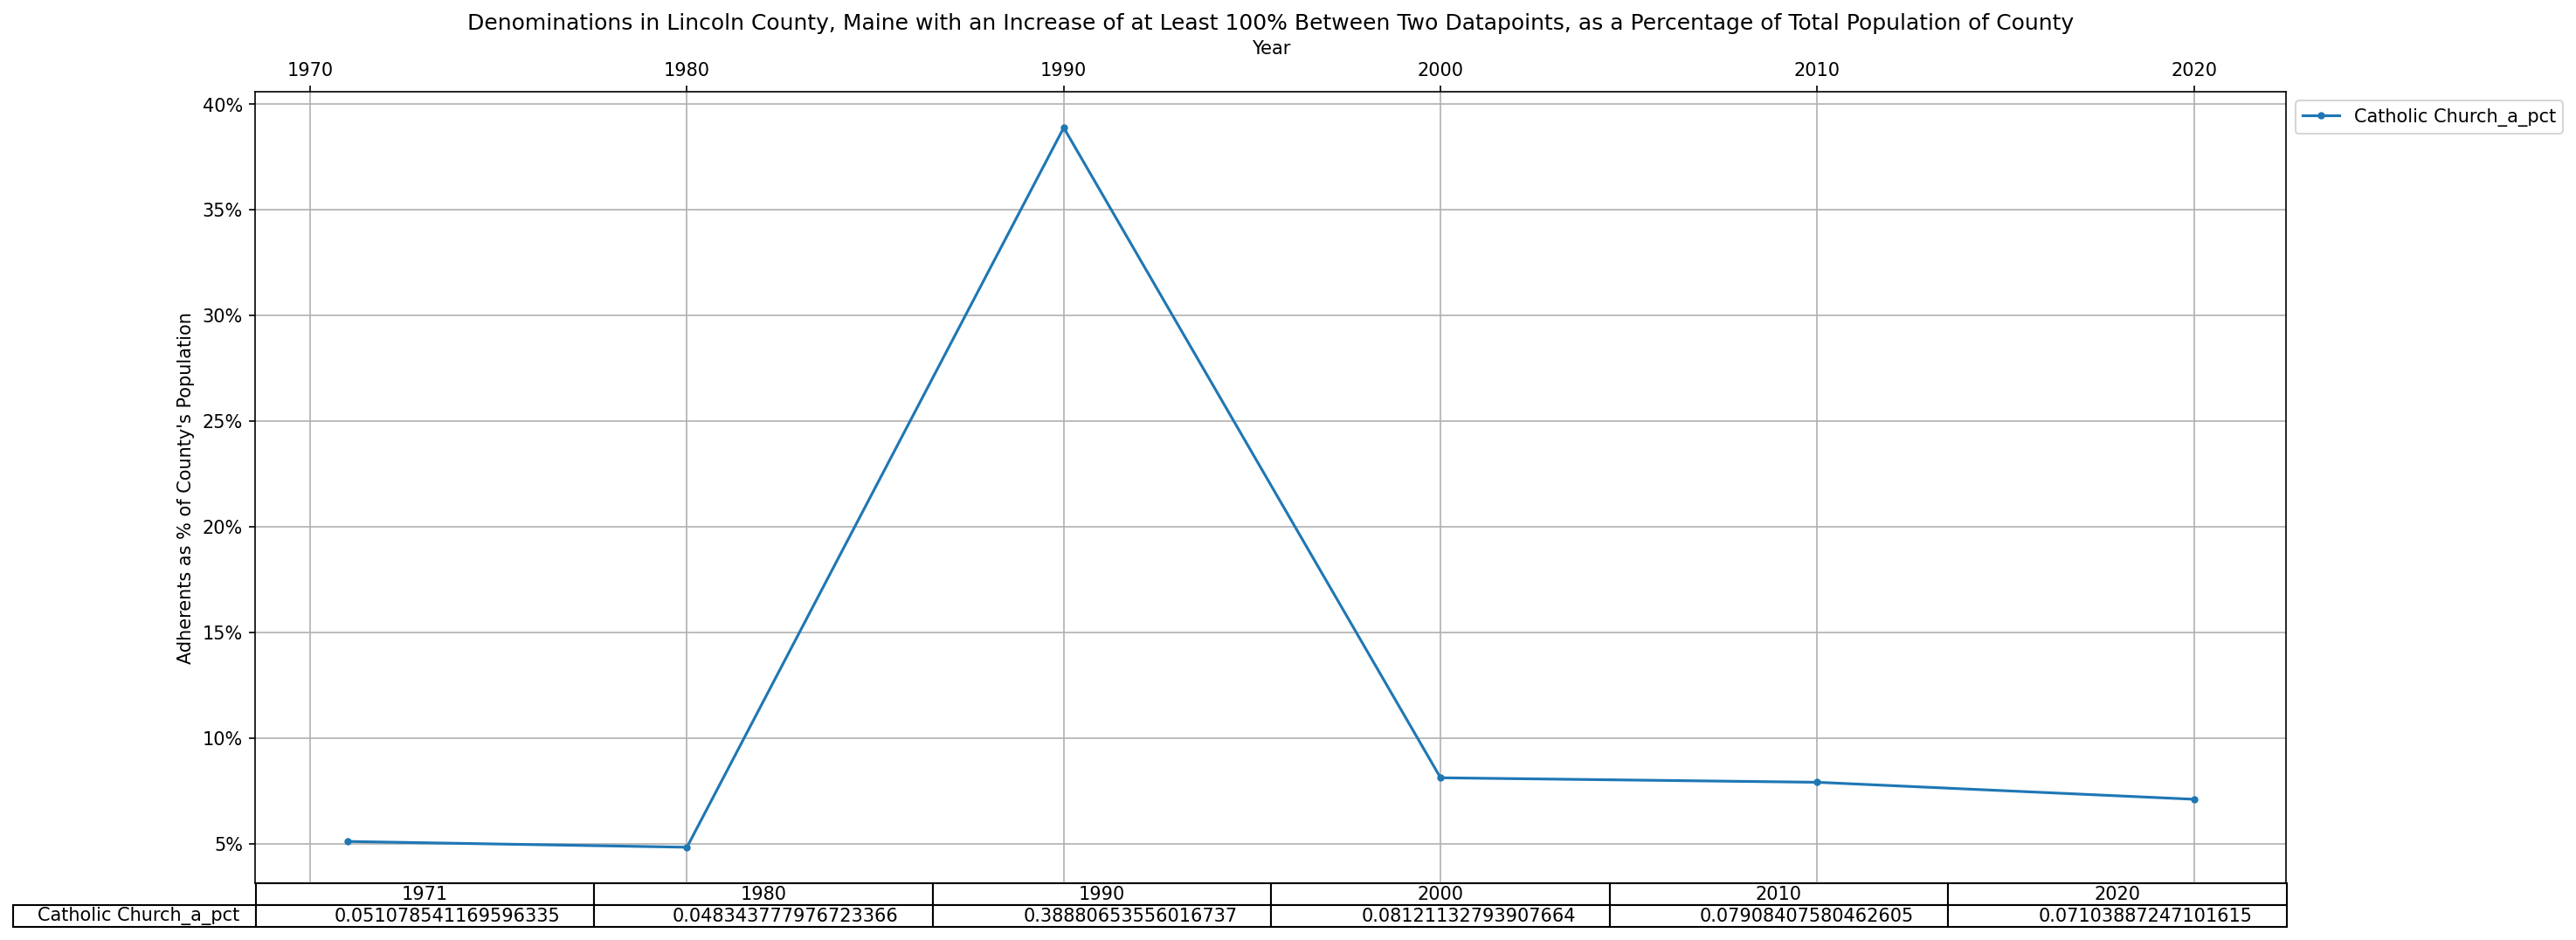 Denominations in Lincoln County, Maine with an Increase of at Least 100% Between Two Datapoints, as a Percentage of Total Population of County
Year
1970 1980 1990 2000 2010 2020
Catholic Church_a_pct
Adherents as % of County's Population
40%
35%
30%
25%
20%
15%
10%
5%
1971 1980 1990 2000 2010 2020
Catholic Church_a_pct 0.051078541169596335 0.048343777976723366 0.38880653556016737 0.08121132793907664 0.07908407580462605 0.07103887247101615